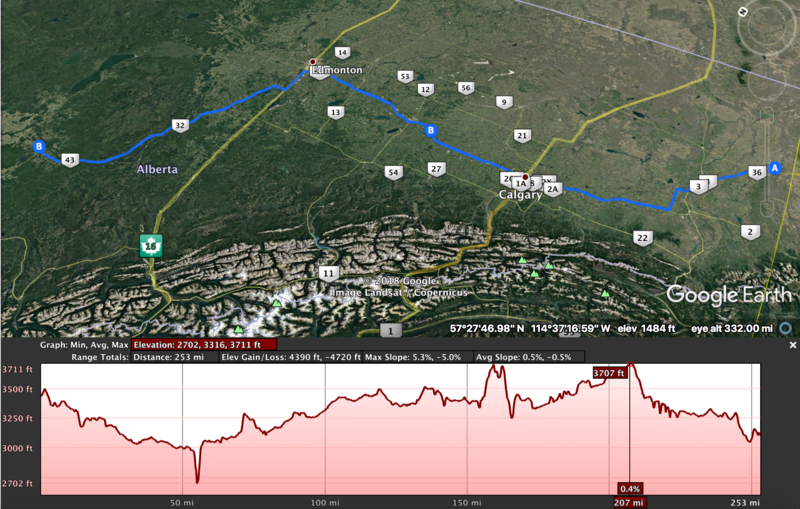 N
14
Edmonton
53
12
56
9
32
13
B
21
B
43
Alberta
54
27
A
36
3
1A
8
2A
Calgary
22
2
16
11
© 2018 Google
Image Landsat / Copernicus
Google Earth
1
57°27'46.98" N 114°37'16.59" W elev 1484 ft eye alt 332.00 mi
Graph: Min, Avg, Max Elevation: 2702, 3316, 3711 ft
Range Totals: Distance: 253 mi Elev Gain/Loss: 4390 ft, -4720 ft Max Slope: 5.3%, -5.0% Avg Slope: 0.5%, -0.5%
3711 ft
3707 ft
3500 ft
3250 ft
3000 ft
2702 ft
0.4%
50 mi 100 mi 150 mi 207 mi 253 mi